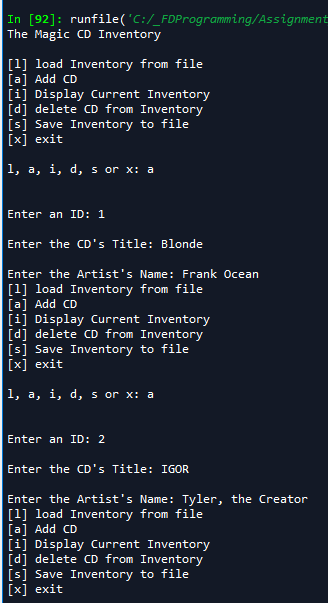 In [92]: runfile('C:/_FDProgramming/Assignment
The Magic CD Inventory
[l] load Inventory from file
[a] Add CD
[i] Display Current Inventory
[d] delete CD from Inventory
[s] Save Inventory to file
[x] exit
l, a, i, d, s or x: a
Enter an ID: 1
Enter the CD's Title: Blonde
Enter the Artist's Name: Frank Ocean
[l] load Inventory from file
[a] Add CD
[i] Display Current Inventory
[d] delete CD from Inventory
[s] Save Inventory to file
[x] exit
l, a, i, d, s or x: a
Enter an ID: 2
Enter the CD's Title: IGOR
Enter the Artist's Name: Tyler, the Creator
[l] load Inventory from file
[a] Add CD
[i] Display Current Inventory
[d] delete CD from Inventory
[s] Save Inventory to file
[x] exit